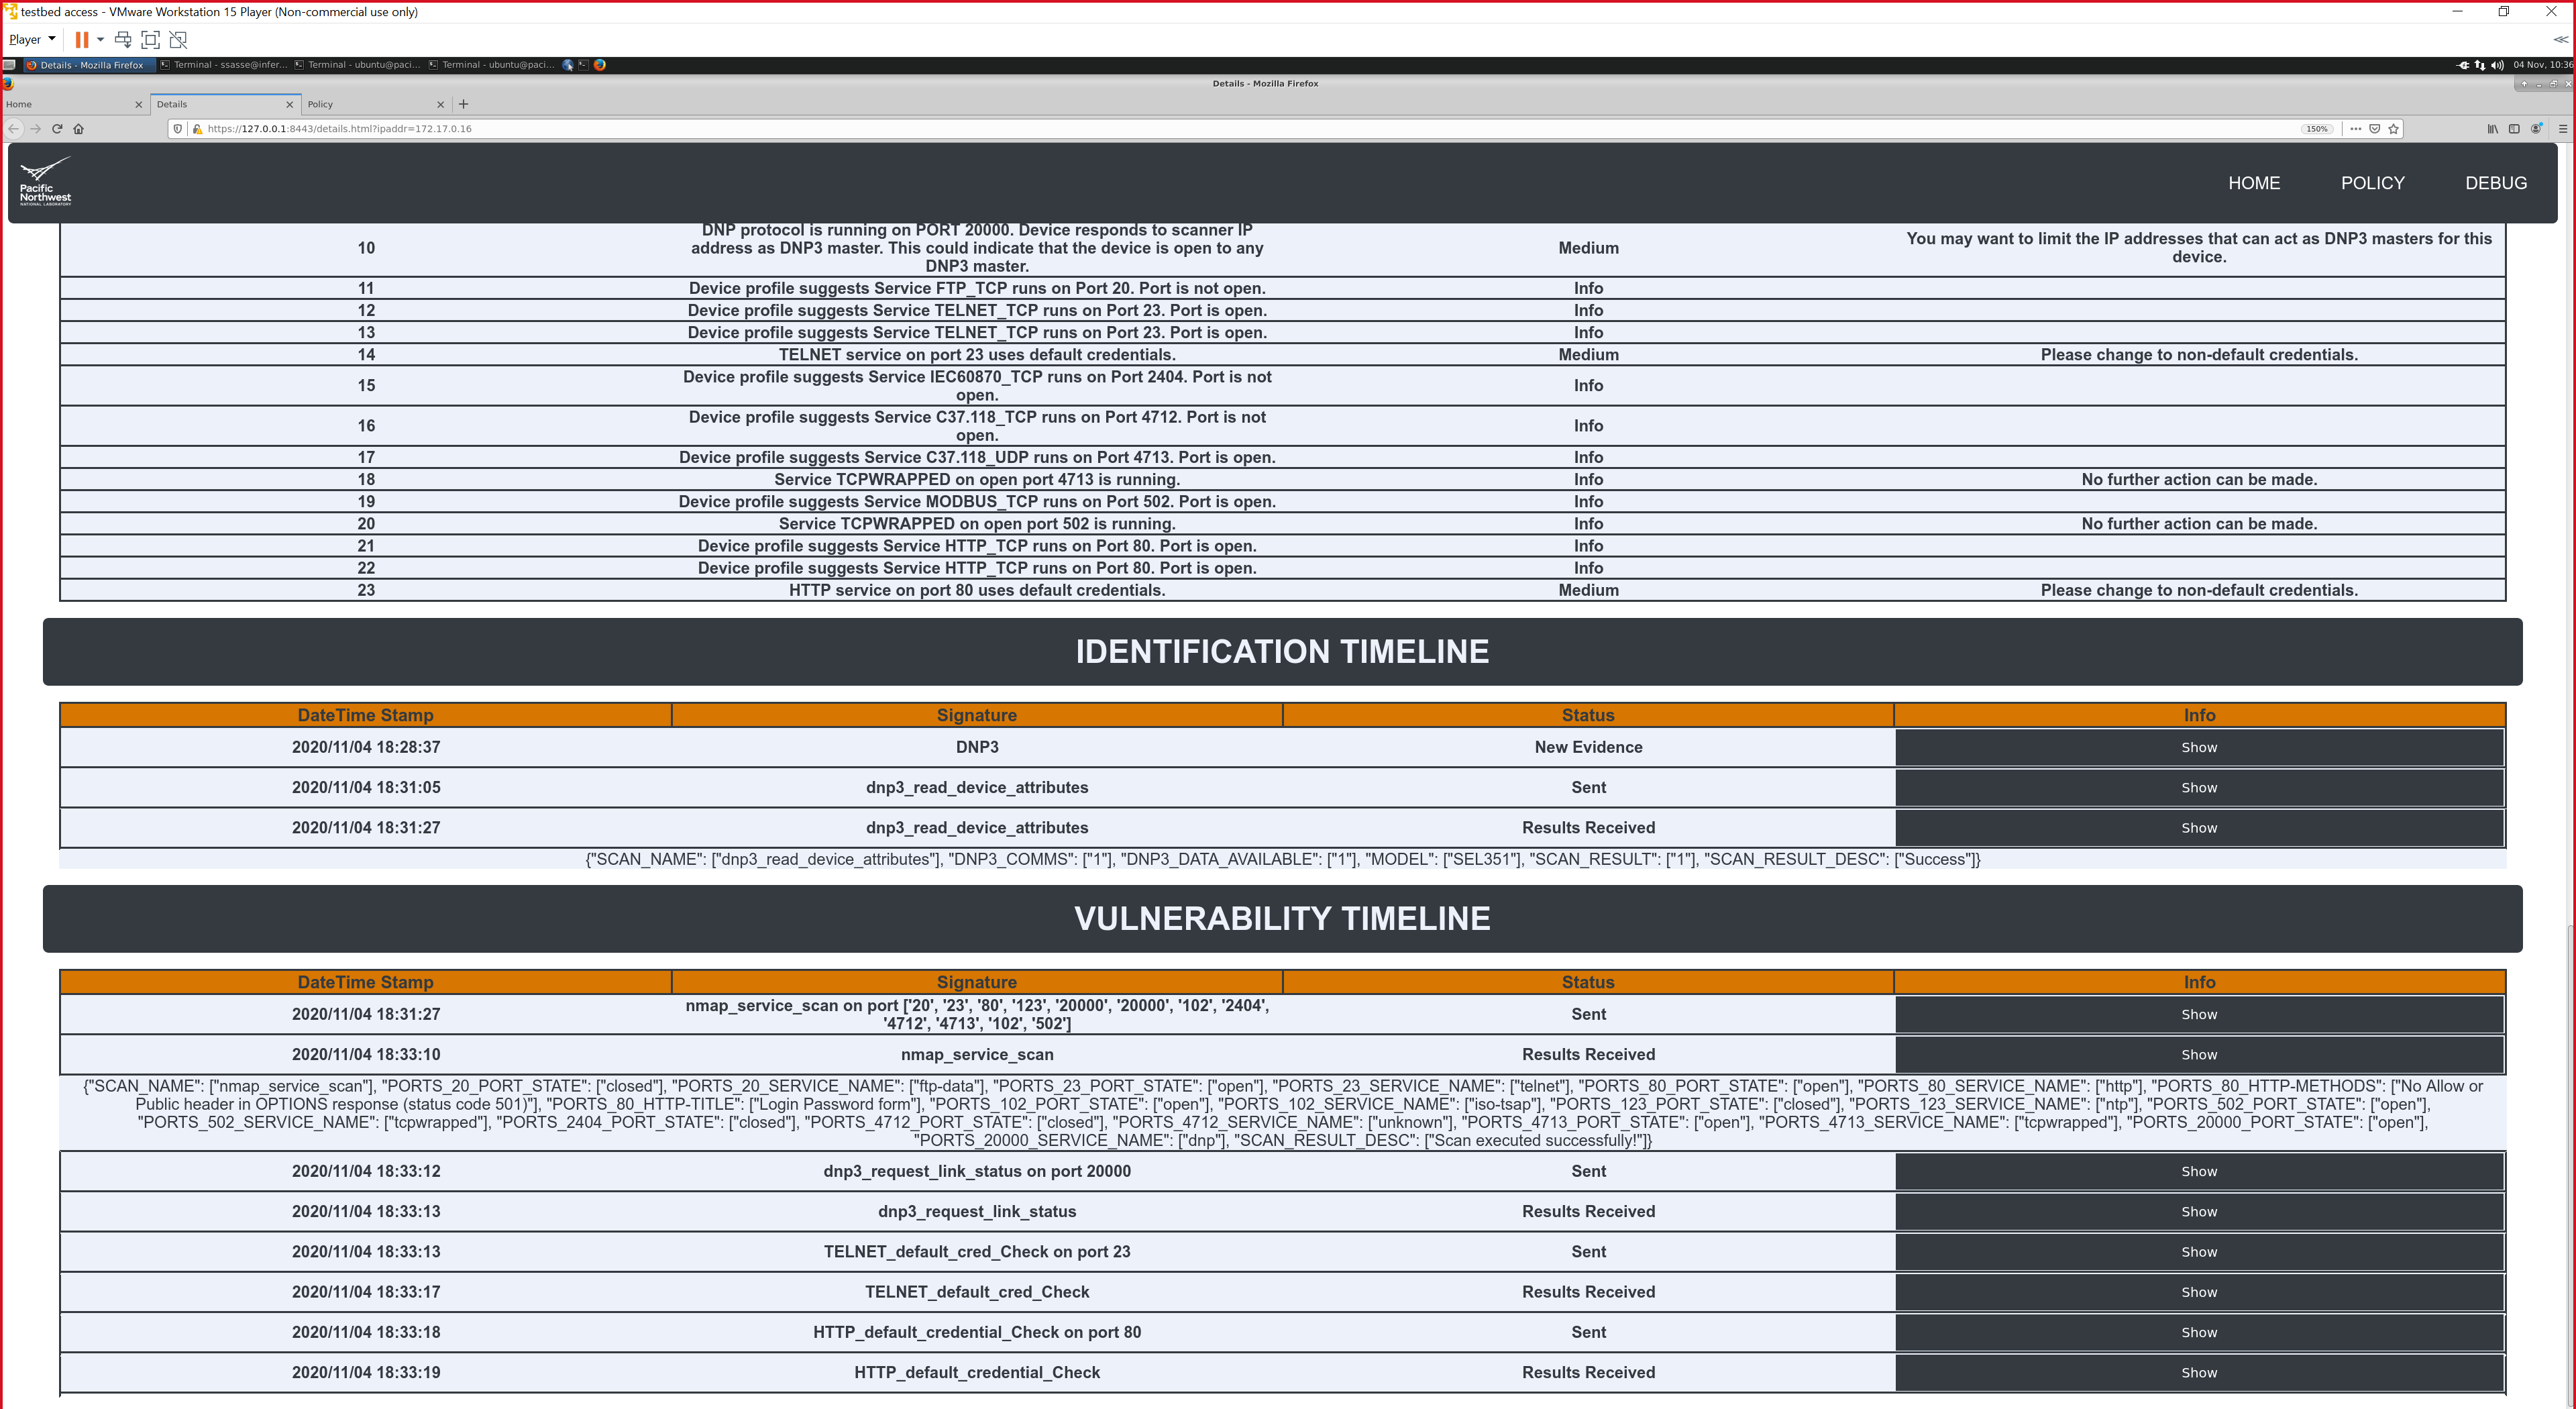 testbed access - VMware Workstation 15 Player (Non-commercial use only)
Player
Details - Mozilla Firefox
Terminal - ssasse@infer...
Terminal - ubuntu@paci...
Terminal - ubuntu@paci...
04 Nov, 10:36
Details - Mozilla Firefox
Home
Details
Policy
https://127.0.0.1:8443/details.html?ipaddr=172.17.0.16
150%
Pacific
Northwest
NATIONAL LABORATORY
HOME
POLICY
DEBUG
10
DNP protocol is running on PORT 20000. Device responds to scanner IP
address as DNP3 master. This could indicate that the device is open to any
DNP3 master.
Medium
You may want to limit the IP addresses that can act as DNP3 masters for this
device.
11 Device profile suggests Service FTP_TCP runs on Port 20. Port is not open. Info
12 Device profile suggests Service TELNET_TCP runs on Port 23. Port is open. Info
13 Device profile suggests Service TELNET_TCP runs on Port 23. Port is open. Info
14 TELNET service on port 23 uses default credentials. Medium Please change to non-default credentials.
15
Device profile suggests Service IEC60870_TCP runs on Port 2404. Port is not
open.
Info
16
Device profile suggests Service C37.118_TCP runs on Port 4712. Port is not
open.
Info
17 Device profile suggests Service C37.118_UDP runs on Port 4713. Port is open. Info
18 Service TCPWRAPPED on open port 4713 is running. Info No further action can be made.
19 Device profile suggests Service MODBUS_TCP runs on Port 502. Port is open. Info
20 Service TCPWRAPPED on open port 502 is running. Info No further action can be made.
21 Device profile suggests Service HTTP_TCP runs on Port 80. Port is open. Info
22 Device profile suggests Service HTTP_TCP runs on Port 80. Port is open. Info
23 HTTP service on port 80 uses default credentials. Medium Please change to non-default credentials.
IDENTIFICATION TIMELINE
DateTime Stamp Signature Status Info
2020/11/04 18:28:37 DNP3 New Evidence Show
2020/11/04 18:31:05 dnp3_read_device_attributes Sent Show
2020/11/04 18:31:27 dnp3_read_device_attributes Results Received Show
{"SCAN_NAME": ["dnp3_read_device_attributes"], "DNP3_COMMS": ["1"], "DNP3_DATA_AVAILABLE": ["1"], "MODEL": ["SEL351"], "SCAN_RESULT": ["1"], "SCAN_RESULT_DESC": ["Success"]}
VULNERABILITY TIMELINE
DateTime Stamp Signature Status Info
2020/11/04 18:31:27
nmap_service_scan on port ['20', '23', '80', '123', '20000', '20000', '102', '2404',
'4712', '4713', '102', '502']
Sent
Show
2020/11/04 18:33:10 nmap_service_scan Results Received Show
{"SCAN_NAME": ["nmap_service_scan"], "PORTS_20_PORT_STATE": ["closed"], "PORTS_20_SERVICE_NAME": ["ftp-data"], "PORTS_23_PORT_STATE": ["open"], "PORTS_23_SERVICE_NAME": ["telnet"], "PORTS_80_PORT_STATE": ["open"], "PORTS_80_SERVICE_NAME": ["http"], "PORTS_80_HTTP-METHODS": ["No Allow or
Public header in OPTIONS response (status code 501)"], "PORTS_80_HTTP-TITLE": ["Login Password form"], "PORTS_102_PORT_STATE": ["open"], "PORTS_102_SERVICE_NAME": ["iso-tsap"], "PORTS_123_PORT_STATE": ["closed"], "PORTS_123_SERVICE_NAME": ["ntp"], "PORTS_502_PORT_STATE": ["open"],
"PORTS_502_SERVICE_NAME": ["tcpwrapped"], "PORTS_2404_PORT_STATE": ["closed"], "PORTS_4712_PORT_STATE": ["closed"], "PORTS_4712_SERVICE_NAME": ["unknown"], "PORTS_4713_PORT_STATE": ["open"], "PORTS_4713_SERVICE_NAME": ["tcpwrapped"], "PORTS_20000_PORT_STATE": ["open"],
"PORTS_20000_SERVICE_NAME": ["dnp"], "SCAN_RESULT_DESC": ["Scan executed successfully!"]}
2020/11/04 18:33:12 dnp3_request_link_status on port 20000 Sent Show
2020/11/04 18:33:13 dnp3_request_link_status Results Received Show
2020/11/04 18:33:13 TELNET_default_cred_Check on port 23 Sent Show
2020/11/04 18:33:17 TELNET_default_cred_Check Results Received Show
2020/11/04 18:33:18 HTTP_default_credential_Check on port 80 Sent Show
2020/11/04 18:33:19 HTTP_default_credential_Check Results Received Show